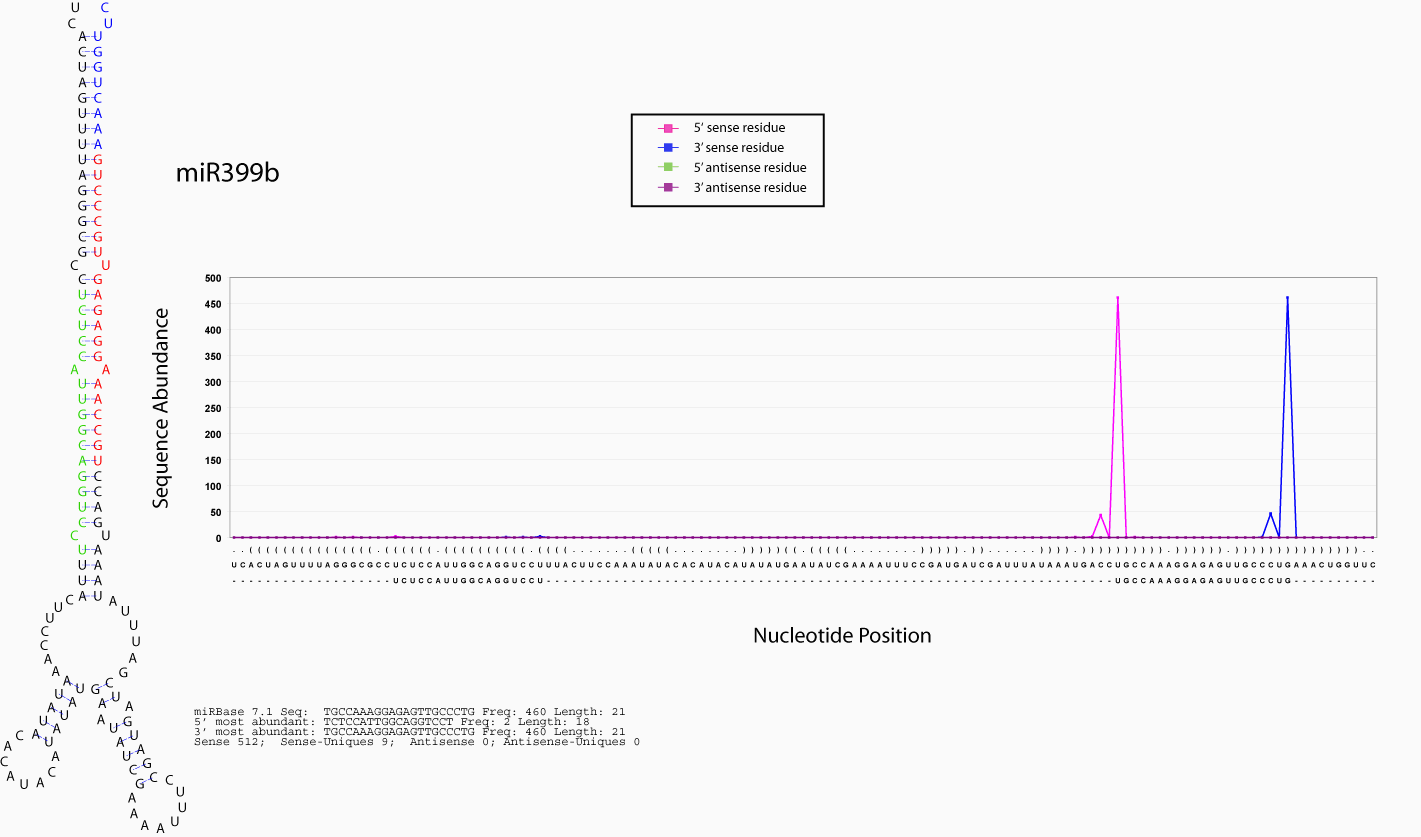 U C
C U
A U
C G
U G
A U
G C
U A
U A
U A
U G
A U
G C
G C
G C
C G
G U
C U
C G
U A
C G
U A
C G
C G
A A
U A
U A
G C
G C
C G
A U
G C
G C
U A
C G
C U
U A
U A
U A
A U
miR399b
5' sense residue
3' sense residue
5' antisense residue
3' antisense residue
Sequence Abundance
500
450
400
350
300
250
200
150
100
50
0
UCACUAGUUUUAGGGCGCCUCUCCAUUGGCAGGUCCUUUACUUCCAAAUAUACACAUACAUAUAUGAAUAUCGAAAAUUUCCGAUGAUCGAUUUAUAAAUGACCUGCCAAAGGAGAGUUGCCCUGAAACUGGUUC
UCUCCAUUGGCAGGUCCU UGCCAAAGGAGAGUUGCCCUG
Nucleotide Position
miRBase 7.1 Seq: TGCCAAAGGAGAGTTGCCCTG Freq: 460 Length: 21
5' most abundant: TCTCCATTGGCAGGTCCT Freq: 2 Length: 18
3' most abundant: TGCCAAAGGAGAGTTGCCCTG Freq: 460 Length: 21
Sense 512; Sense-Uniques 9; Antisense 0; Antisense-Uniques 0